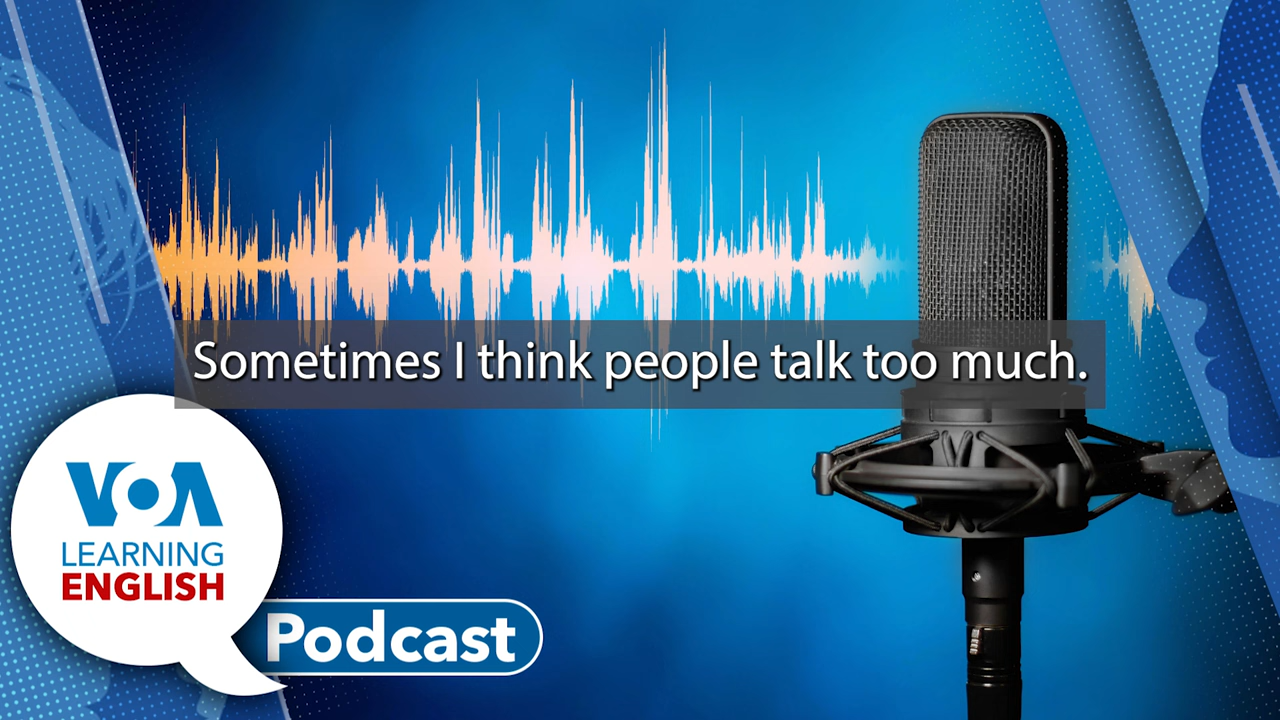 Sometimes I think people talk too much.
VOA
LEARNING
ENGLISH
Podcast